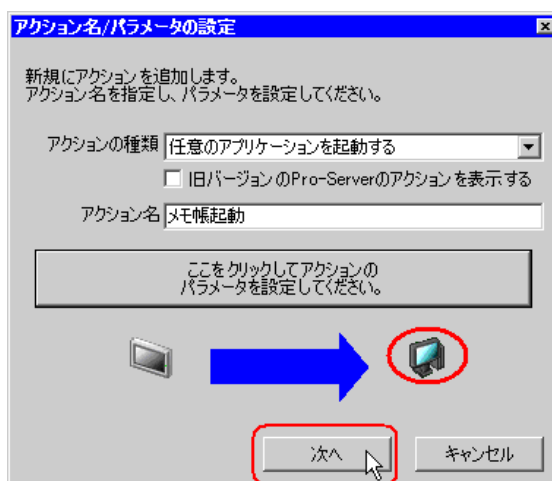 アクション名/パラメータの設定
新規にアクションを追加します。
アクション名を指定し、パラメータを設定してください。
アクションの種類 任意のアプリケーションを起動する
旧バージョンのPro-Serverのアクションを表示する
アクション名 メモ帳起動
ここをクリックしてアクションの
パラメータを設定してください。
次へ キャンセル